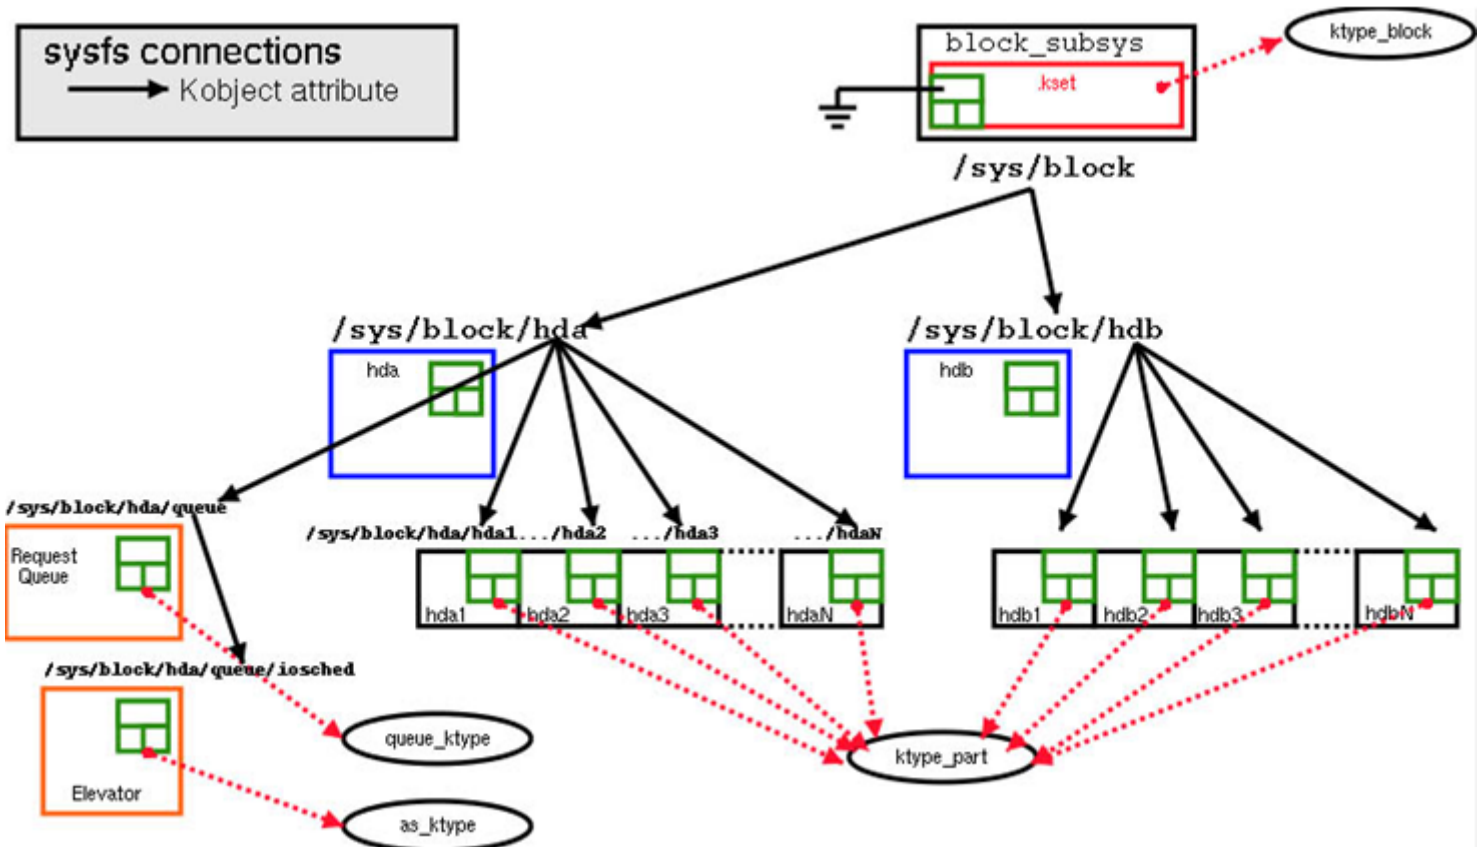 sysfs connections
Kobject attribute
block_subsys
.kset
ktype_block
/sys/block
/sys/block/hda
/sys/block/hdb
hda
hdb
/sys/block/hda/queue
/sys/block/hda/hda1.../hda2 .../hda3 .../hdaN
Request
Queue
hda1
hda2
hda3
hdaN
hdb1
hdb2
hdb3
hdbN
/sys/block/hda/queue/iosched
queue_ktype
ktype_part
Elevator
as_ktype